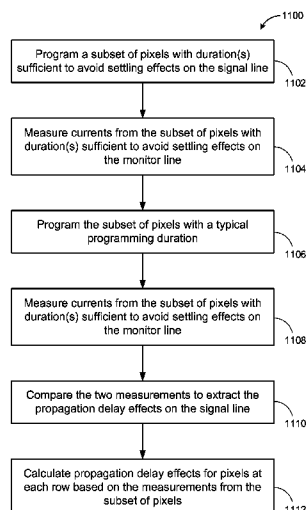 1100
Program a subset of pixels with duration(s)
sufficient to avoid settling effects on the signal line
1102
Measure currents from the subset of pixels with
duration(s) sufficient to avoid settling effects on
the monitor line
1104
Program the subset of pixels with a typical
programming duration
1106
Measure currents from the subset of pixels with
duration(s) sufficient to avoid settling effects on
the monitor line
1108
Compare the two measurements to extract the
propagation delay effects on the signal line
1110
Calculate propagation delay effects for pixels at
each row based on the measurements from the
subset of pixels
1112